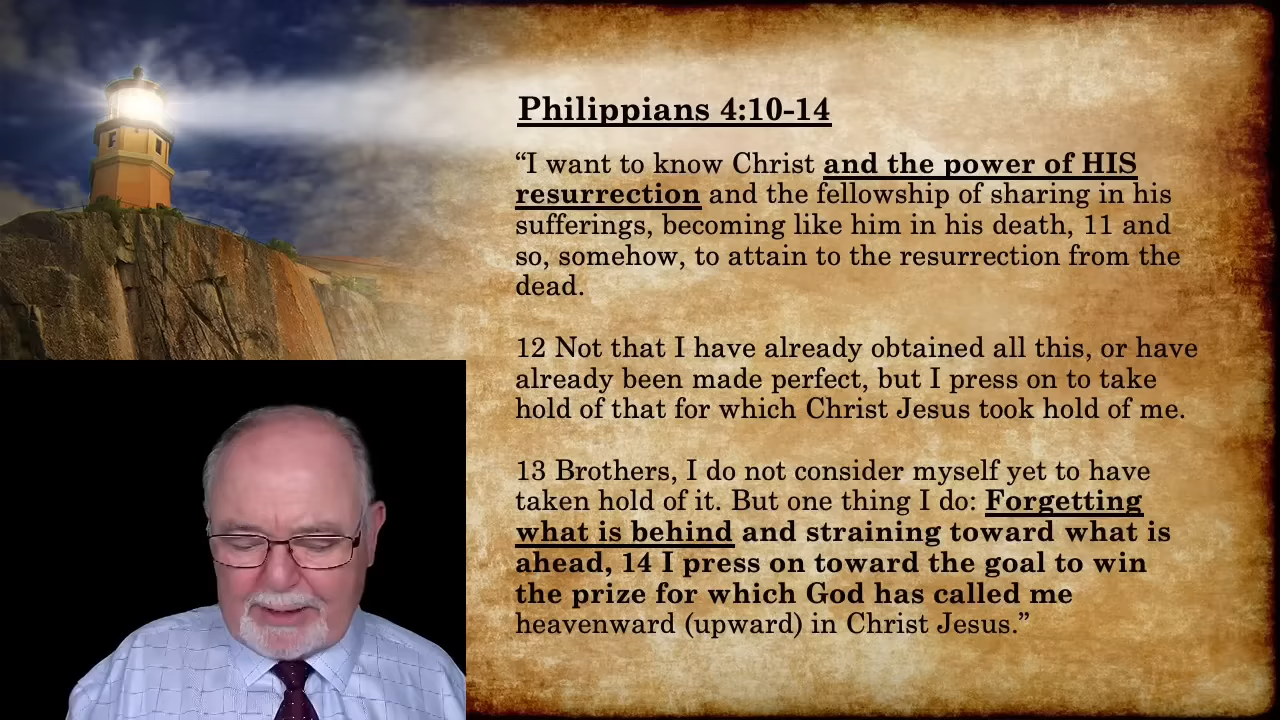 Philippians 4:10-14
“I want to know Christ and the power of HIS
resurrection and the fellowship of sharing in his
sufferings, becoming like him in his death, 11 and
so, somehow, to attain to the resurrection from the
dead.
12 Not that I have already obtained all this, or have
already been made perfect, but I press on to take
hold of that for which Christ Jesus took hold of me.
13 Brothers, I do not consider myself yet to have
taken hold of it. But one thing I do: Forgetting
what is behind and straining toward what is
ahead, 14 I press on toward the goal to win
the prize for which God has called me
heavenward (upward) in Christ Jesus.”